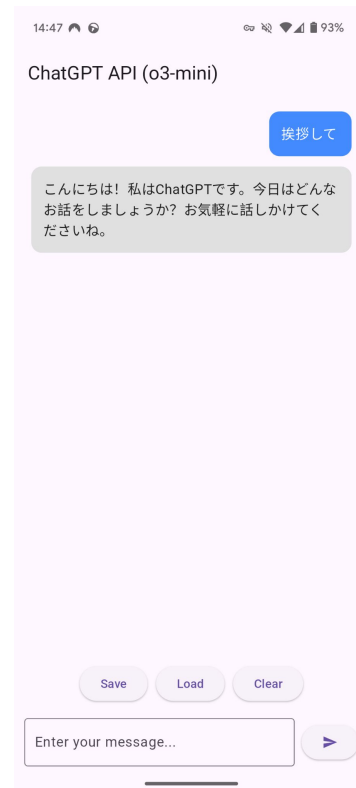 14:47
93%
ChatGPT API (o3-mini)
挨拶して
こんにちは！私はChatGPTです。今日はどんな
お話をしましょうか？お気軽に話しかけてく
ださいね。
Save Load Clear
Enter your message...